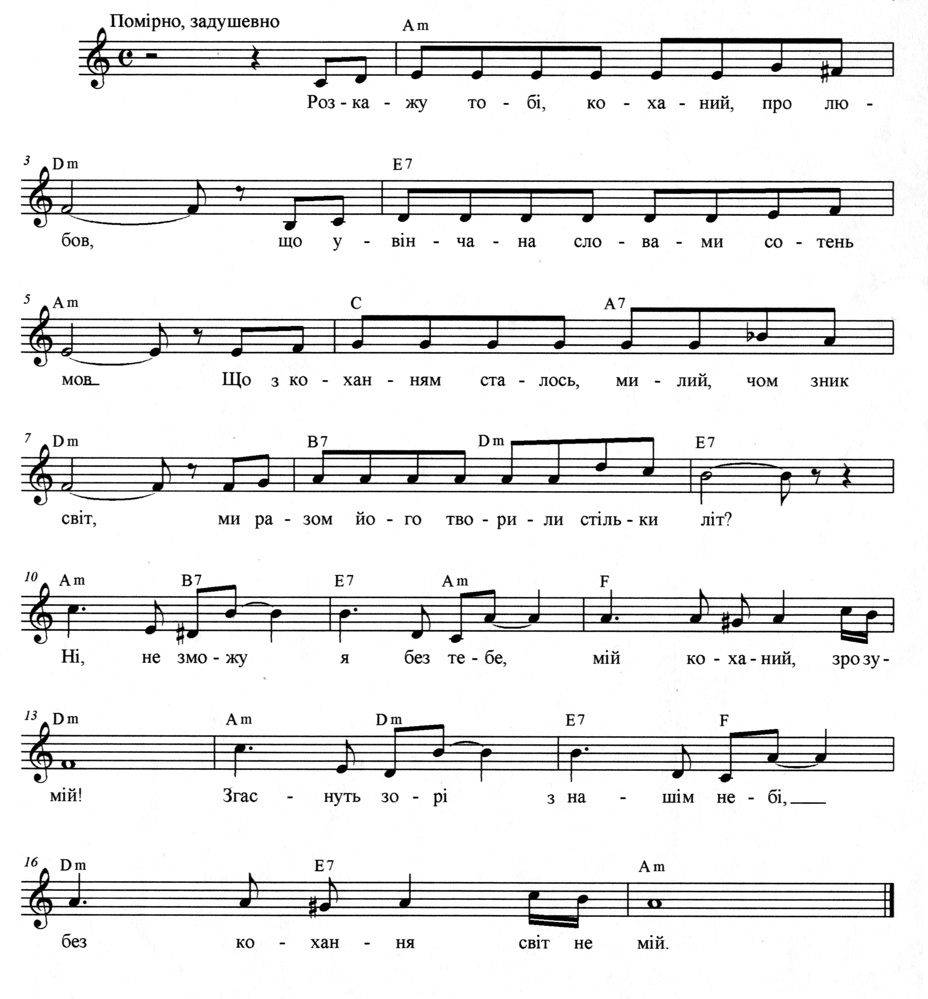 Помірно, задушевно
Am
Роз - ка - жу то - бі, ко - ха - ний, про лю -
3 Dm E7
бов, що у - він - ча - на сло - ва - ми со - тень
5 Am C A7
мов Що з ко - хан - ням ста - лось, ми - лий, чом зник
7 Dm B7 Dm E7
світ, ми ра - зом йо - го тво - ри - ли стіль - ки літ?
10 Am B7 E7 Am F
Ні, не змо - жу я без те - бе, мій ко - ха - ний, зро зу -
13 Dm Am Dm E7 F
мій! Згас - нуть зо - рі з на - шім не - бі,
16 Dm E7 Am
без ко - хан - ня світ не мій.